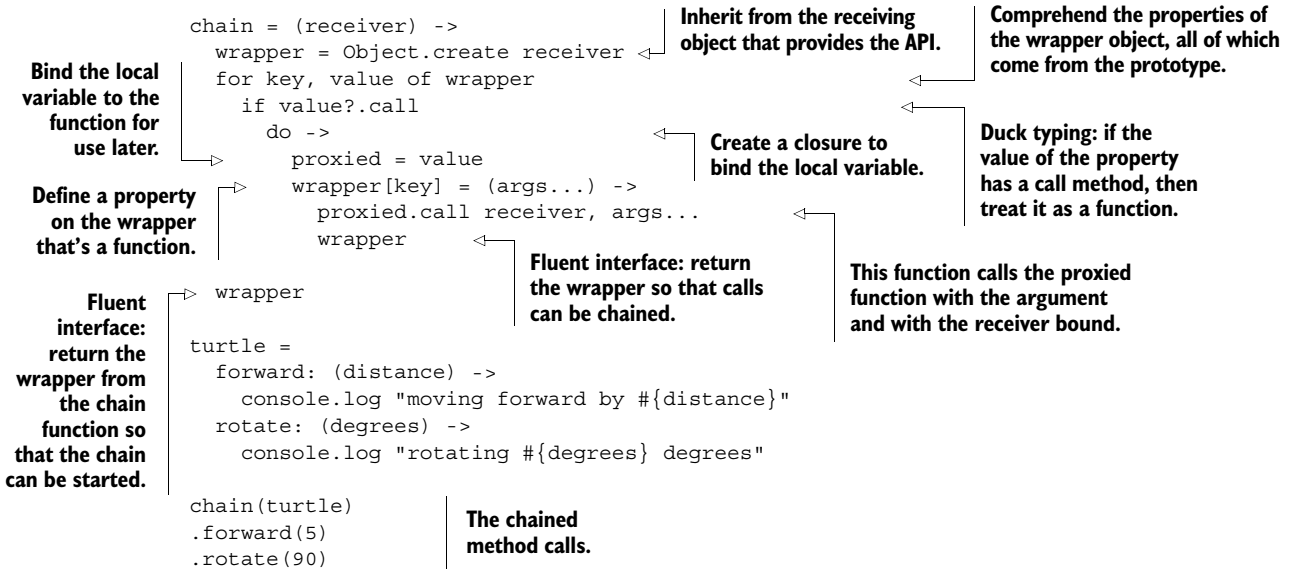 chain = (receiver) ->
wrapper = Object.create receiver
for key, value of wrapper
if value?.call
do ->
proxied = value
wrapper[key] = (args...) ->
proxied.call receiver, args...
wrapper
wrapper
turtle =
forward: (distance) ->
console.log "moving forward by #{distance}"
rotate: (degrees) ->
console.log "rotating #{degrees} degrees"
chain(turtle)
.forward(5)
.rotate(90)
Inherit from the receiving
object that provides the API.
Comprehend the properties of
the wrapper object, all of which
come from the prototype.
Bind the local
variable to the
function for
use later.
Create a closure to
bind the local variable.
Duck typing: if the
value of the property
has a call method, then
treat it as a function.
Define a property
on the wrapper
that's a function.
Fluent interface: return
the wrapper so that calls
can be chained.
This function calls the proxied
function with the argument
and with the receiver bound.
Fluent
interface:
return the
wrapper from
the chain
function so
that the chain
can be started.
The chained
method calls.